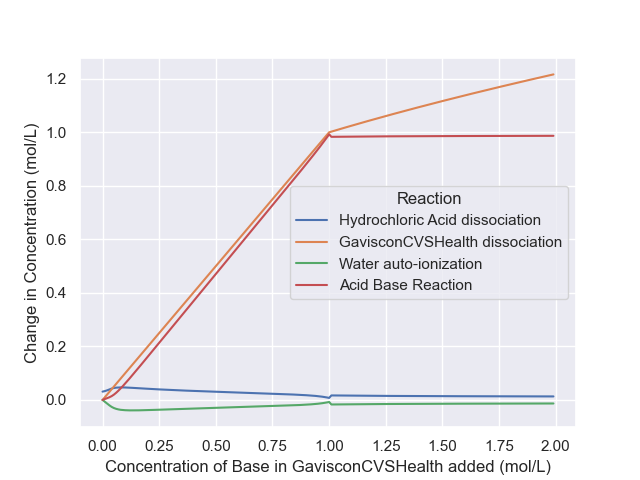 1.2
1.0
0.8
0.6
0.4
0.2
0.0
Change in Concentration (mol/L)
Reaction
Hydrochloric Acid dissociation
GavisconCVSHealth dissociation
Water auto-ionization
Acid Base Reaction
0.00 0.25 0.50 0.75 1.00 1.25 1.50 1.75 2.00
Concentration of Base in GavisconCVSHealth added (mol/L)